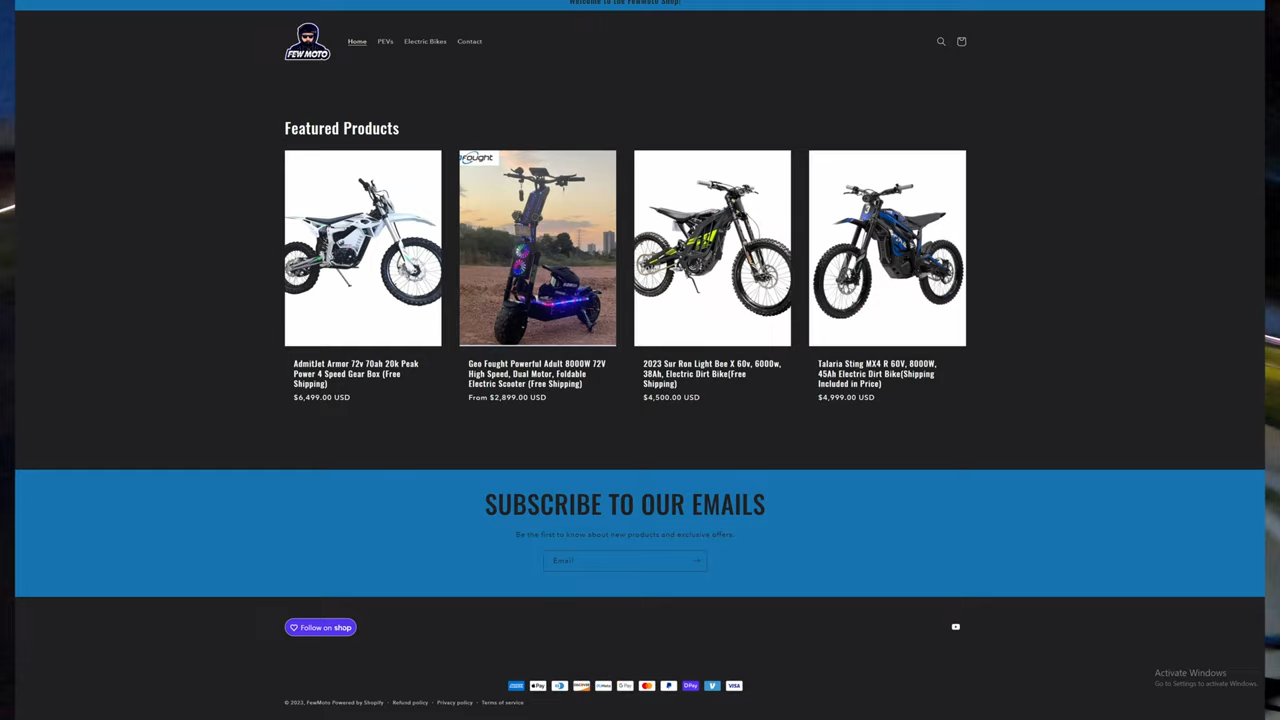 Welcome to the FewMoto Shop!
FEW MOTO
Home PEVs Electric Bikes Contact
Featured Products
Fought
AdmitJet Armor 72v 70ah 20k Peak
Power 4 Speed Gear Box (Free
Shipping)
$6,499.00 USD
Geo Fought Powerful Adult 8000W 72V
High Speed, Dual Motor, Foldable
Electric Scooter (Free Shipping)
From $2,899.00 USD
2023 Sur Ron Light Bee X 60v, 6000w,
38Ah, Electric Dirt Bike(Free
Shipping)
$4,500.00 USD
Talaria Sting MX4 R 60V, 8000W,
45Ah Electric Dirt Bike(Shipping
Included in Price)
$4,999.00 USD
SUBSCRIBE TO OUR EMAILS
Be the first to know about new products and exclusive offers.
Email
Follow on shop
Activate Windows
Go to Settings to activate Windows.
Pay DISCOVER G Pay PayPal VISA
© 2023, FewMoto Powered by Shopify · Refund policy · Privacy policy · Terms of service